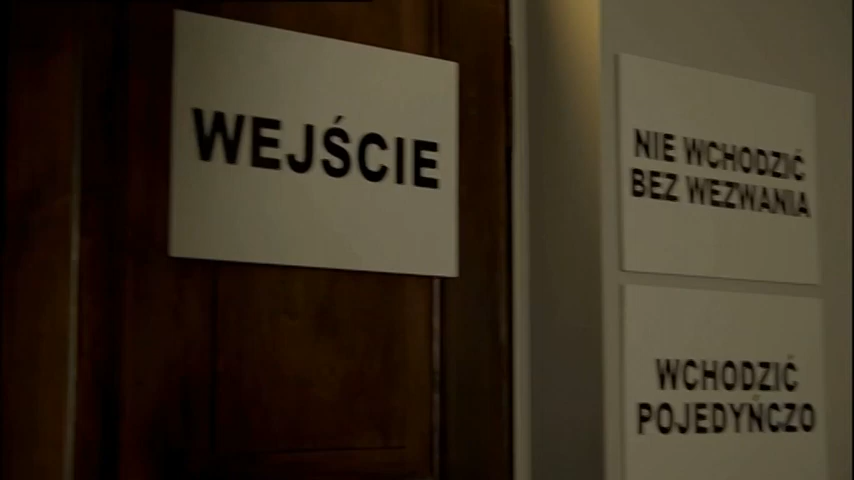 WEJŚCIE
NIE WCHODZIĆ
BEZ WEZWANIA
WCHODZIĆ
POJEDYŃCZO